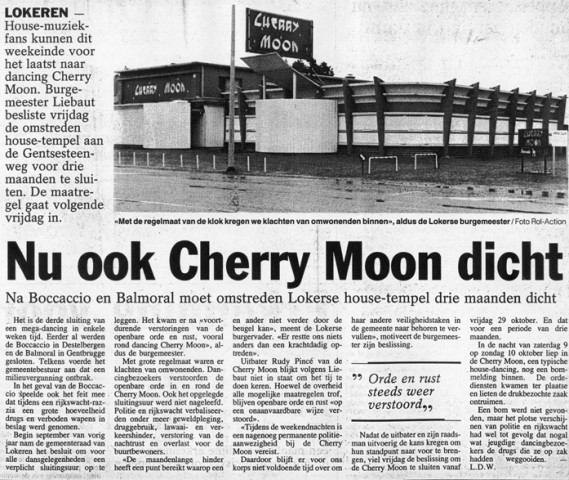 LOKEREN —
House-muziek-
fans kunnen dit
weekeinde voor
het laatst naar
dancing Cherry
Moon. Burge-
meester Liebaut
besliste vrijdag
de omstreden
house-tempel aan
de Gentsesteen-
weg voor drie
maanden te slui-
ten. De maatre-
gel gaat volgende
vrijdag in.
CHERRY
MOON
CHERRY MOON
CHERRY
MOON
«Met de regelmaat van de klok kregen we klachten van omwonenden binnen», aldus de Lokerse burgemeester / Foto Rol-Action
Nu ook Cherry Moon dicht
Na Boccaccio en Balmoral moet omstreden Lokerse house-tempel drie maanden dicht
Het is de derde sluiting van
een mega-dancing in enkele
weken tijd. Eerder al werden
de Boccaccio in Destelbergen
en de Balmoral in Gentbrugge
gesloten. Telkens voerde het
gemeentebestuur aan dat een
milieuvergunning ontbrak.
In het geval van de Boccac-
cio speelde ook het feit mee
dat tijdens een rijkswacht-raz-
zia een grote hoeveelheid
drugs en verboden wapens in
beslag werd genomen.
Begin september van vorig
jaar nam de gemeenteraad van
Lokeren het besluit om voor
alle dansgelegenheden een
verplicht sluitingsuur op te
leggen. Het kwam er na «voort-
durende verstoringen van de
openbare orde en rust, vooral
rond dancing Cherry Moon», al-
dus de burgemeester.
Met grote regelmaat waren er
klachten van omwonenden. Dan-
cingbezoekers verstoorden de
openbare orde in en rond de
Cherry Moon. Ook het opgelegde
sluitingsuur werd niet nageleefd.
Politie en rijkswacht verbaliseer-
den onder meer geweldpleging,
druggebruik, lawaai- en ver-
keershinder, verstoring van de
nachtrust en overlast voor de
buurtbewoners.
«De maandenlange hinder
heeft een punt bereikt waarop een
en ander niet verder door de
beugel kan», meent de Lokerse
burgervader. «Er restte ons niets
anders dan een krachtdadig op-
treden».
Uitbater Rudy Pincé van de
Cherry Moon blijkt volgens Lie-
baut niet in staat om het tij te
doen keren. Hoewel de overheid
alle mogelijke maatregelen trof,
blijven openbare orde en rust «op
een onaanvaardbare wijze ver-
stoord».
«Tijdens de weekendnachten is
een nagenoeg permanente politie-
aanwezigheid bij de Cherry
Moon vereist.
Daardoor blijft er voor ons
korps niet voldoende tijd over om
haar andere veiligheidstaken in
de gemeente naar behoren te ver-
vullen», motiveert de burgemees-
ter zijn beslissing.
” Orde en rust
steeds weer
verstoord„
Nadat de uitbater en zijn raads-
man uitvoerig de kans kregen om
hun standpunt naar voor te bren-
gen, viel vrijdag de beslissing om
de Cherry Moon te sluiten vanaf
vrijdag 29 oktober. En dat
voor een periode van drie
maanden.
In de nacht van zaterdag 9
op zondag 10 oktober liep in
de Cherry Moon, een typische
house-dancing, nog een bom-
melding binnen. De orde-
diensten kwamen ter plaatse
en lieten de drukbezochte zaak
ontruimen.
Een bom werd niet gevon-
den, maar het plotse verschij-
nen van politie en rijkswacht
had wel tot gevolg dat nogal
wat jeugdige dancingbezoe-
kers de drugs die ze op zak
hadden weggooiden. —
L.D.W.